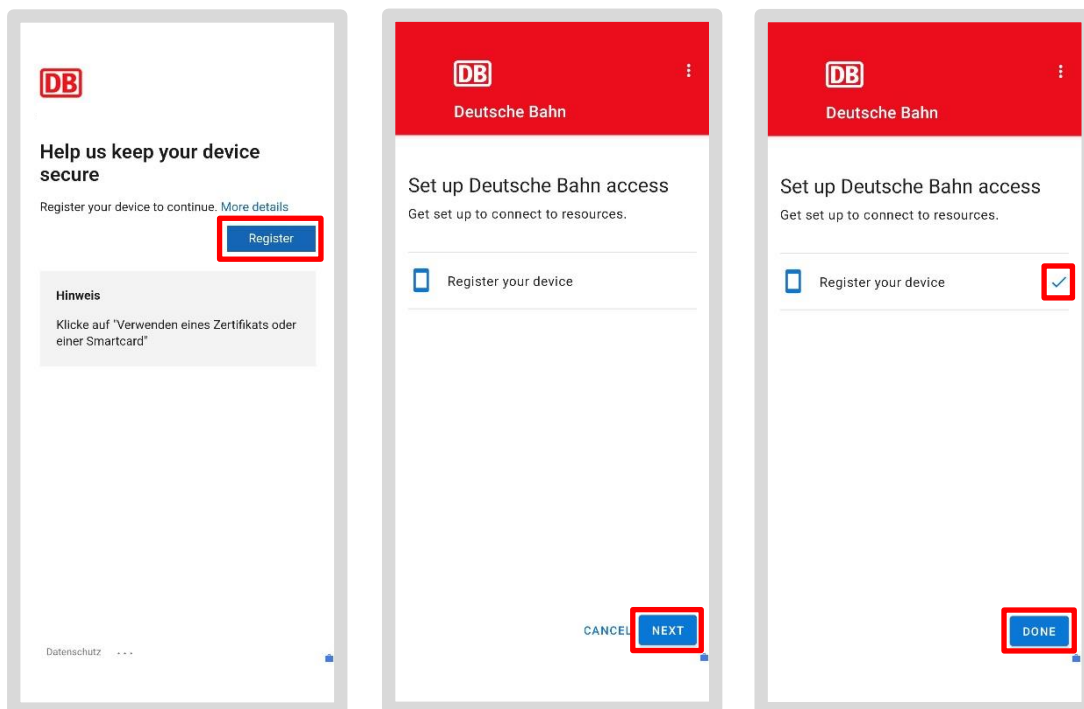 DB
Help us keep your device
secure
Register your device to continue. More details
Register
Hinweis
Klicke auf "Verwenden eines Zertifikats oder
einer Smartcard"
Datenschutz ...
DB
Deutsche Bahn
Set up Deutsche Bahn access
Get set up to connect to resources.
Register your device
CANCEL NEXT
DB
Deutsche Bahn
Set up Deutsche Bahn access
Get set up to connect to resources.
Register your device
DONE